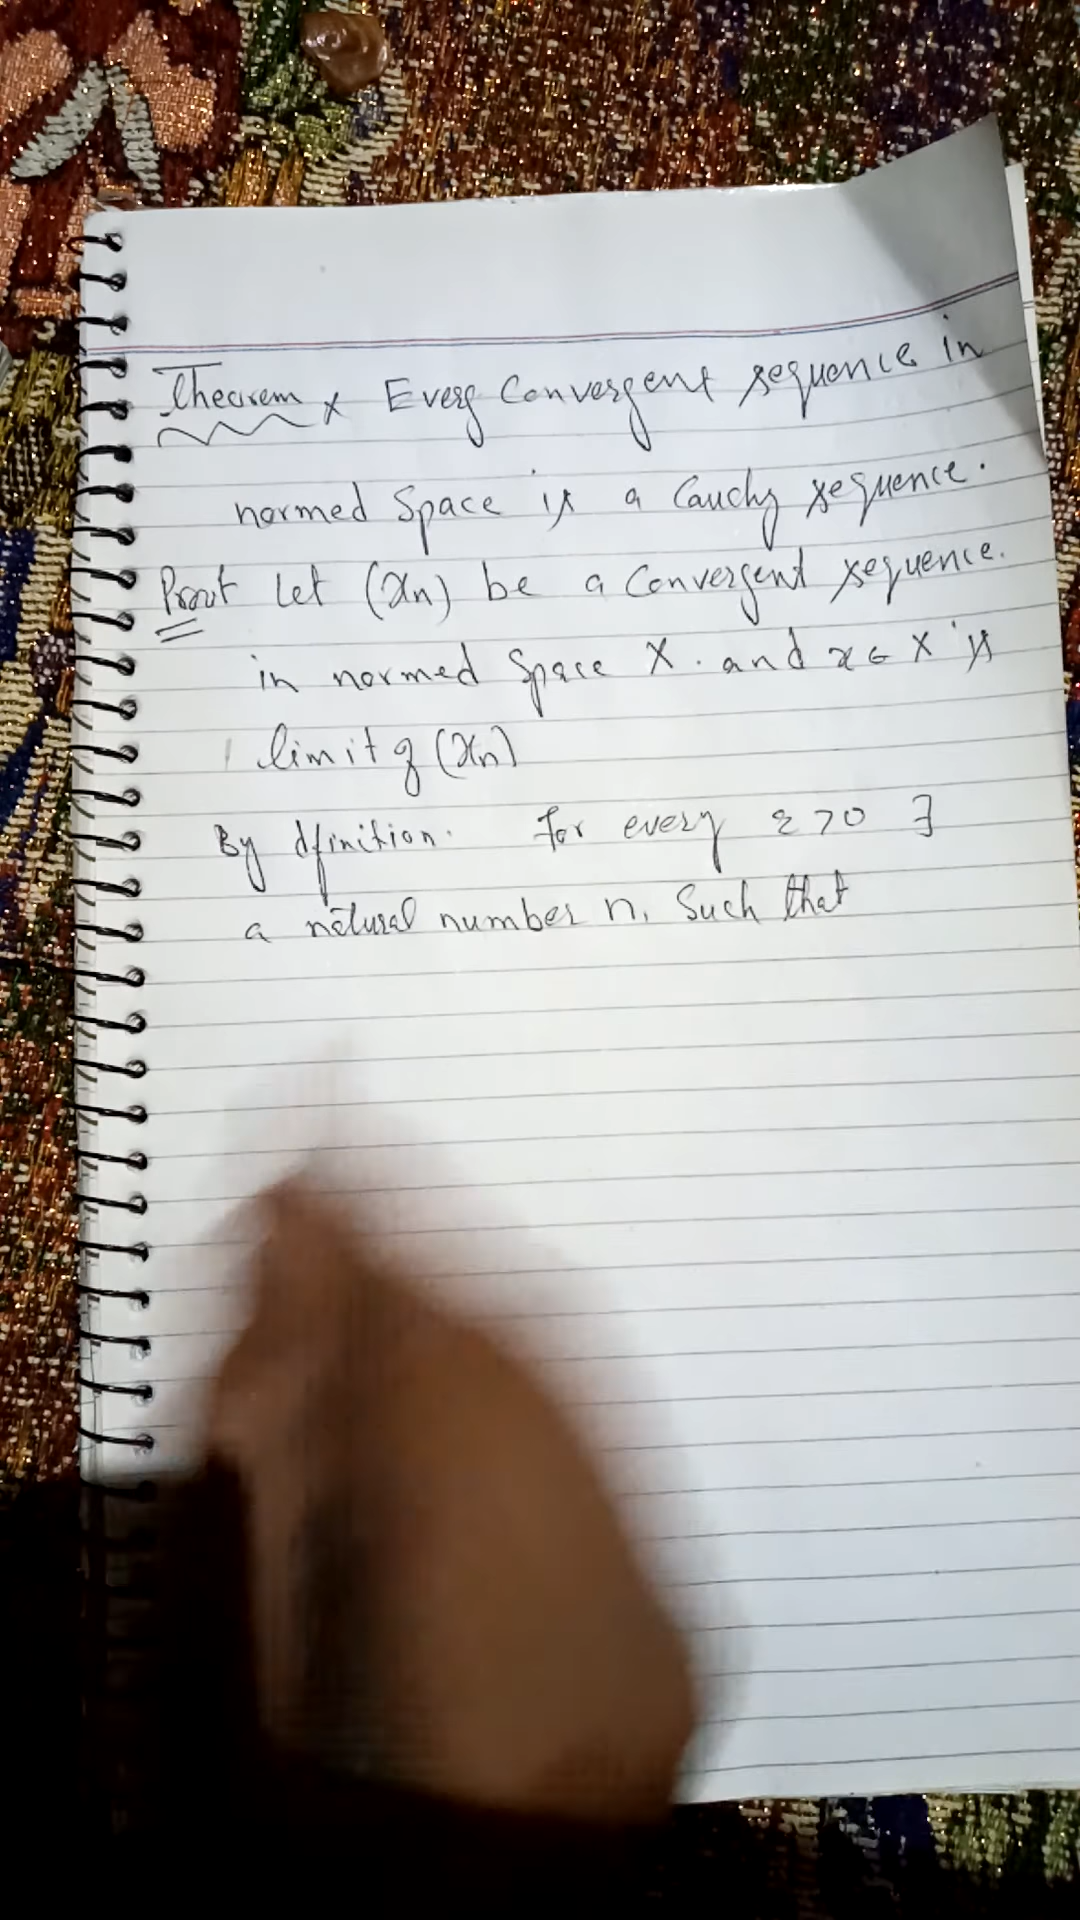 Theorem x Every Convergent sequence in
normed Space is a Cauchy sequence.
Proof Let (xn) be a Convergent sequence.
in normed Space X. and x ∈ X is
limit of (xn)
By dfinition. For every ε > 0 ∃
a natural number n, Such that